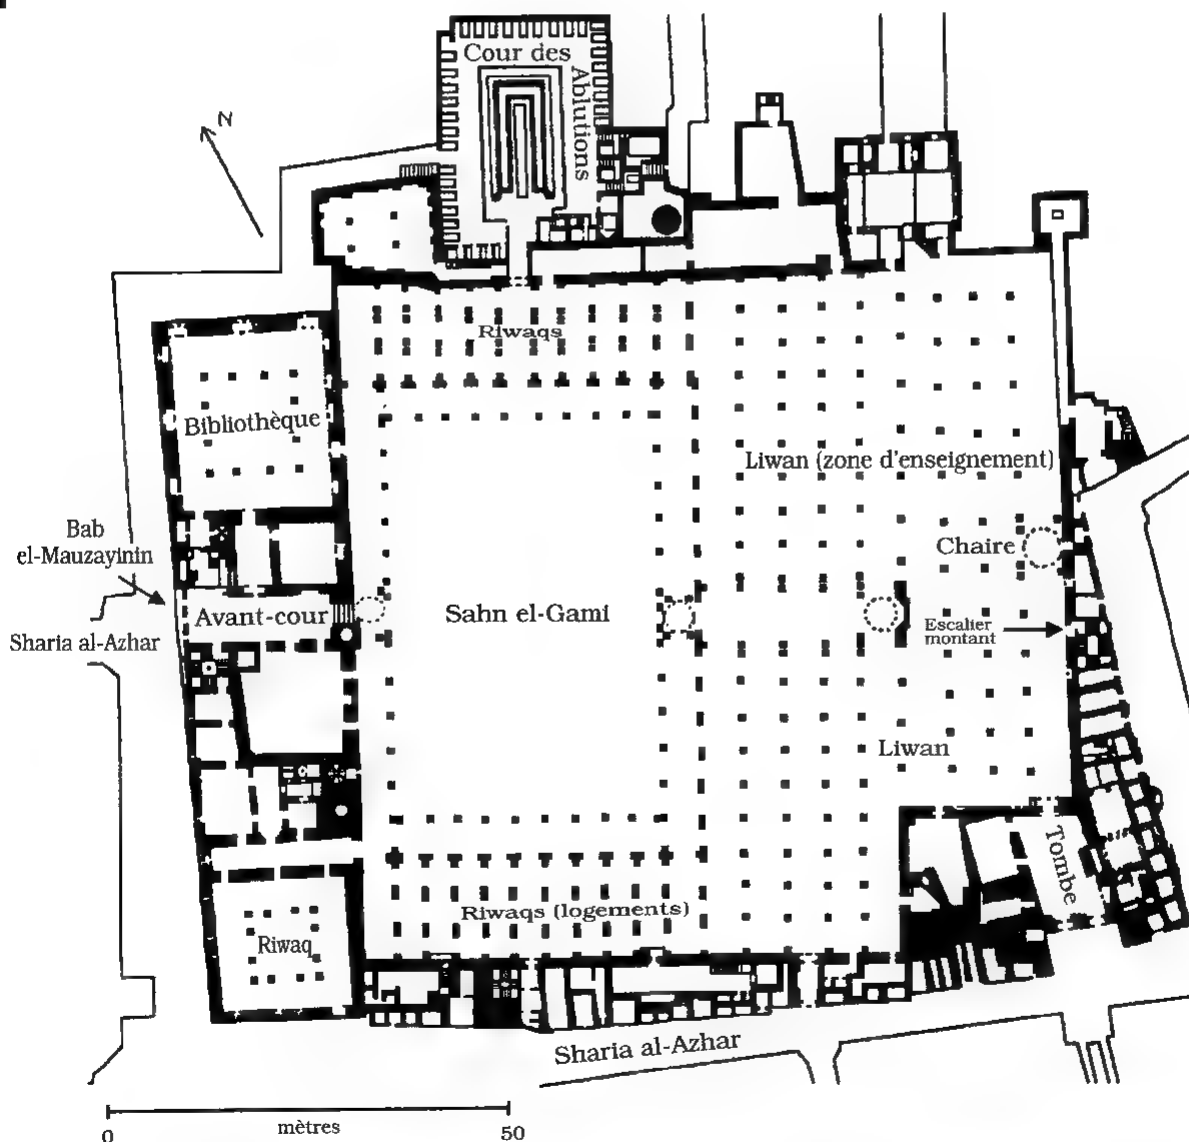 Cour des
Ablutions
N
Riwaqs
Bibliothèque
Liwan (zone d'enseignement)
Bab
el-Mauzayinin
Chaire
Avant-cour
Sahn el-Gami
Escalier
montant
Sharia al-Azhar
Liwan
Tombe
Riwaqs (logements)
Riwaq
Sharia al-Azhar
mètres
0
50